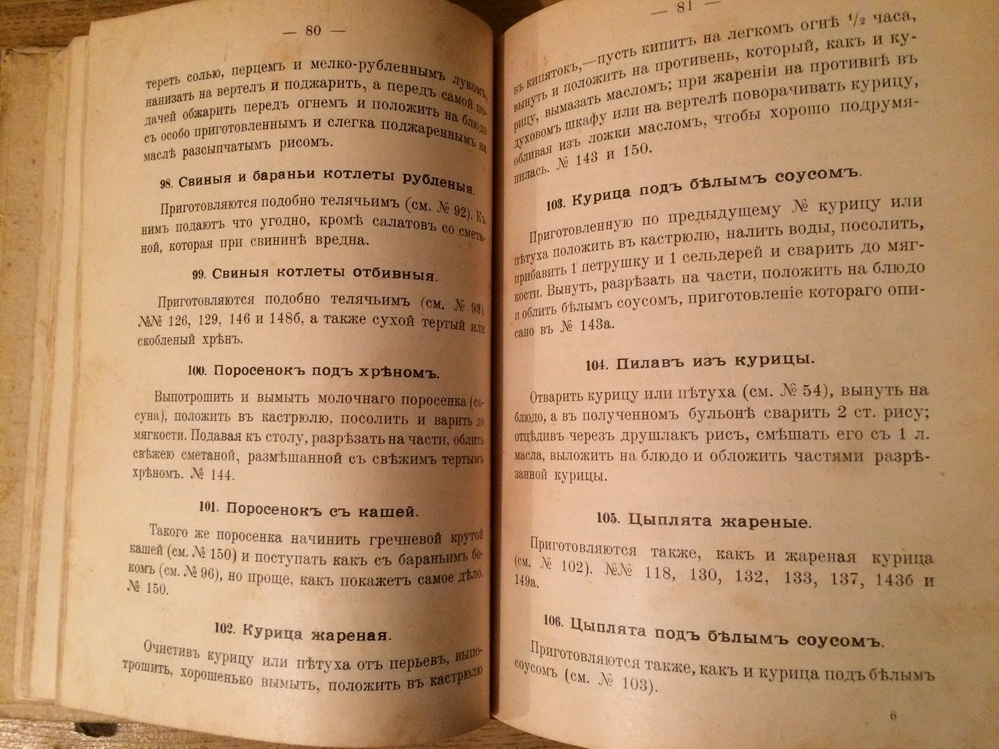 — 80 —
тереть солью, перцемъ и мелко-рубленнымъ лукомъ,
нанизать на вертел и поджарить, а передъ самой по-
дачей обжарить передъ огнем и положить на блюдо
съ особо приготовленнымъ и слегка поджаренным на
маслѣ разсыпчатымъ рисом.
98. Свиныя и бараньи котлеты рубленыя.
Приготовляются подобно телячьимъ (см. № 92). Къ
нимъ подаютъ что угодно, кромѣ салатовъ со смета-
ной, которая при свининѣ вредна.
99. Свиныя котлеты отбивныя.
Приготовляются подобно телячьим (см. № 93).
№№ 126, 129, 146 и 148б, а также сухой тертый или
скобленый хрѣнъ.
100. Поросенокъ подъ хрѣномъ.
Выпотрошить и вымыть молочнаго поросенка (со-
суна), положить въ кастрюлю, посолить и варить до
мягкости. Подавая къ столу, разрѣзать на части, облить
свѣжею сметаной, размѣшанной съ свѣжим тертым
хрѣномъ. № 144.
101. Поросенокъ съ кашей.
Такого же поросенка начинить гречневой крутой
кашей (см. № 150) и поступать какъ съ бараньимъ бо-
комъ (см. № 96), но проще, какъ покажетъ самое дѣло.
№ 150.
102. Курица жареная.
Очистивъ курицу или пѣтуха отъ перьевъ, выпо-
трошить, хорошенько вымыть, положить въ кастрюлю
— 81 —
въ кипятокъ,—пусть кипитъ на легкомъ огнѣ 1/2 часа,
вынуть и положить на противень, который, какъ и ку-
рицу, вымазать масломъ; при жареніи на противнѣ въ
духовомъ шкафу или на вертелѣ поворачивать курицу,
обливая изъ ложки масломъ, чтобы хорошо подрумя-
нилась. № 143 и 150.
103. Курица подъ бѣлымъ соусомъ.
Приготовленную по предыдущему № курицу или
пѣтуха положить въ кастрюлю, налить воды, посолить,
прибавить 1 петрушку и 1 сельдерей и сварить до мяг-
кости. Вынуть, разрѣзать на части, положить на блюдо
и облить бѣлымъ соусомъ, приготовленіе котораго опи-
сано въ № 143а.
104. Пилавъ изъ курицы.
Отварить курицу или пѣтуха (см. № 54), вынуть на
блюдо, а въ полученномъ бульонѣ сварить 2 ст. рису;
отцѣдивъ черезъ друшлакъ рисъ, смѣшать его съ 1 л.
масла, выложить на блюдо и обложить частями разрѣ-
занной курицы.
105. Цыплята жареные.
Приготовляются также, какъ и жареная курица
(см. № 102). №№ 118, 130, 132, 133, 137, 143б и
149а.
106. Цыплята подъ бѣлымъ соусомъ.
Приготовляются также, какъ и курица подъ бѣлымъ
соусомъ (см. № 103).
6